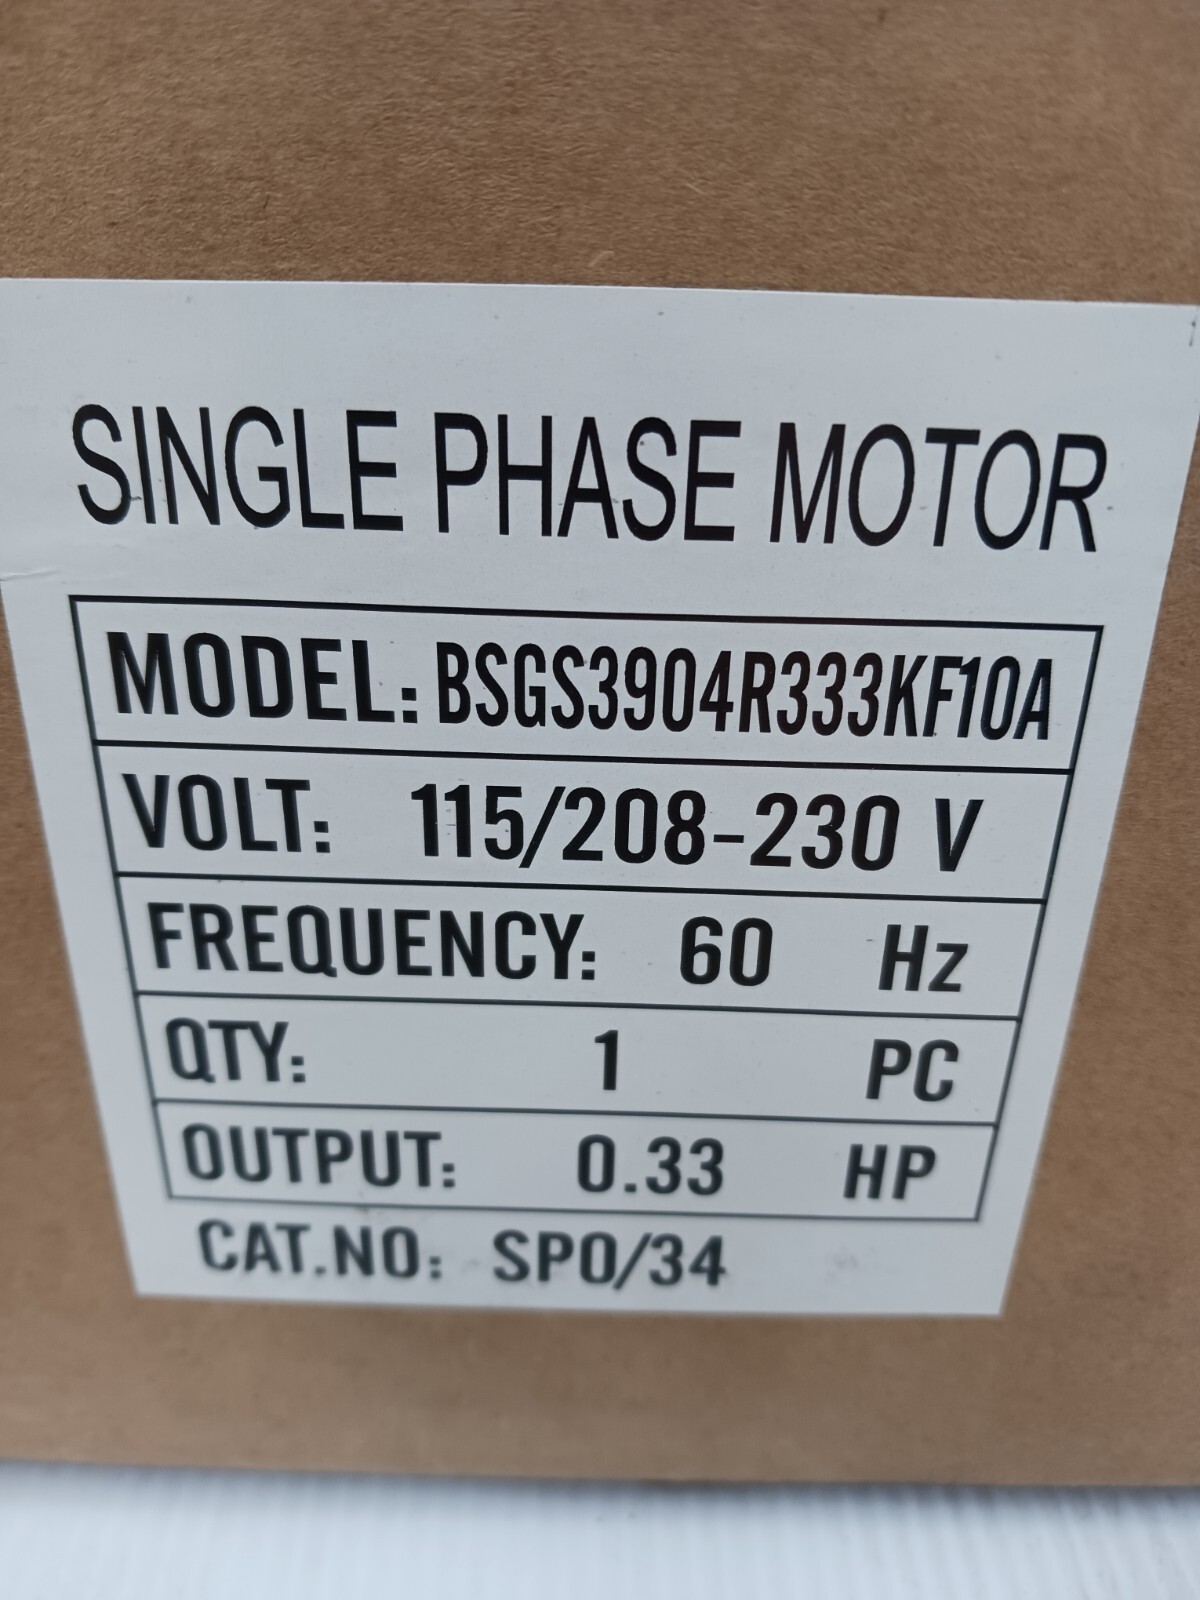 SINGLE PHASE MOTOR
MODEL: BSGS3904R333KF10A
VOLT: 115/208-230 V
FREQUENCY: 60 Hz
QTY: 1 PC
OUTPUT: 0.33 HP
CAT.NO: SPO/34